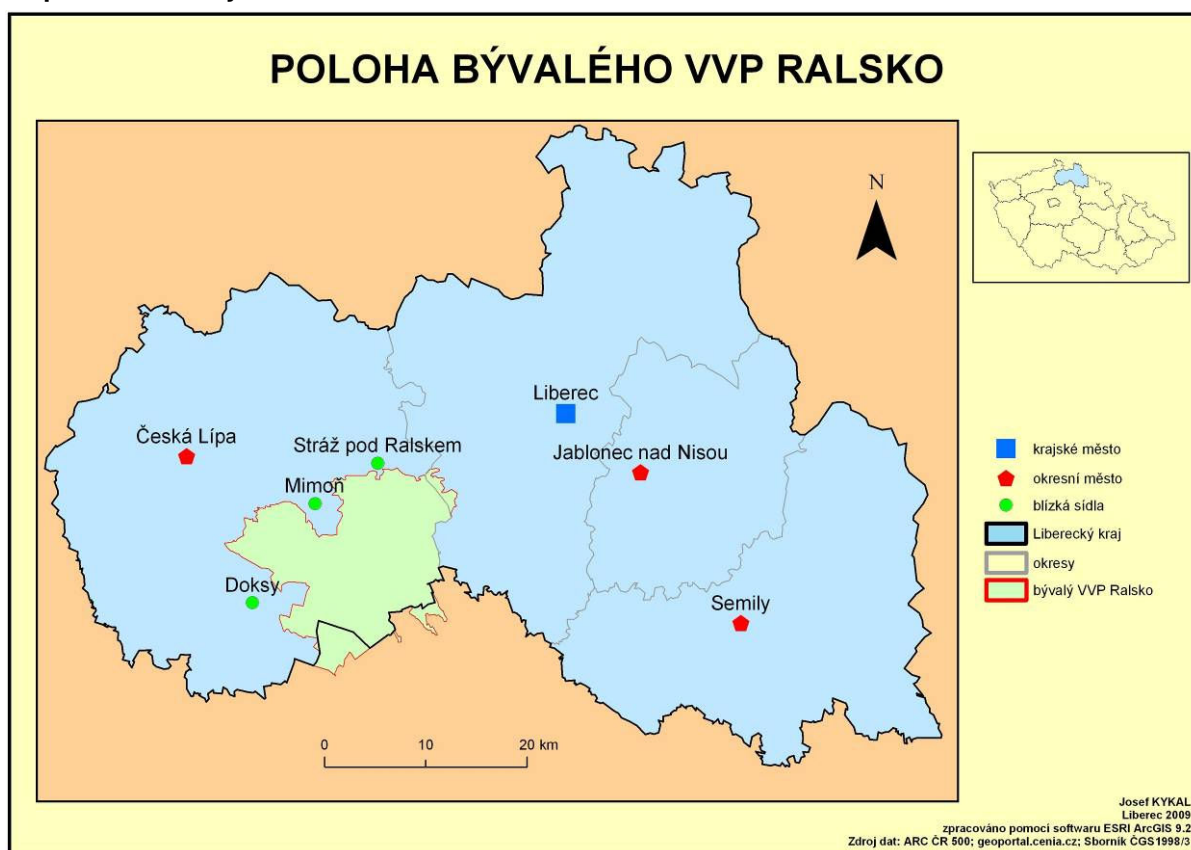 POLOHA BÝVALÉHO VVP RALSKO
N
Liberec
Česká Lípa
Stráž pod Ralskem
Jablonec nad Nisou
Mimoň
Doksy
Semily
0 10 20 km
krajské město
okresní město
blízká sídla
Liberecký kraj
okresy
bývalý VVP Ralsko
Josef KYKAL
Liberec 2009
zpracováno pomocí softwaru ESRI ArcGIS 9.2
Zdroj dat: ARC ČR 500; geoportal.cenia.cz; Sborník ČGS1998/3